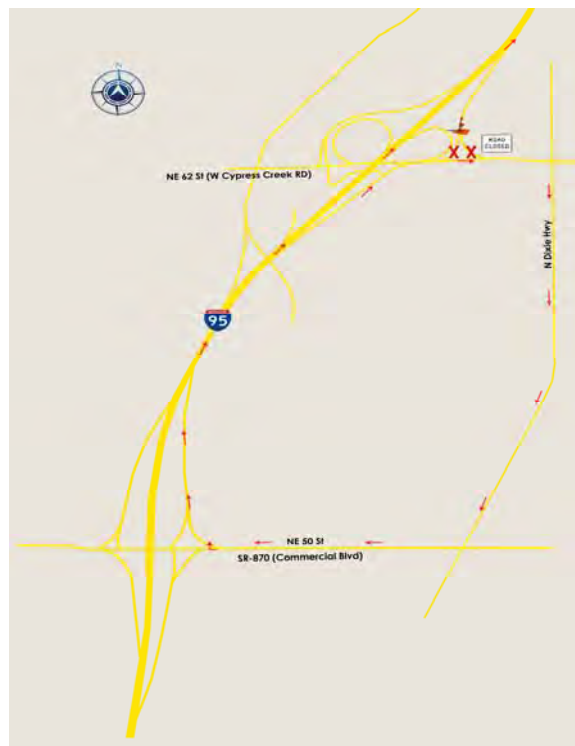 N
ROAD
CLOSED
X X
NE 62 St (W Cypress Creek RD)
N Dixie Hwy
95
NE 50 St
SR-870 (Commercial Blvd)